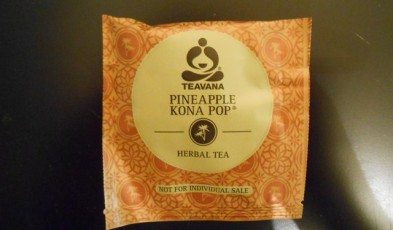 TEAVANA
PINEAPPLE
KONA POP®
HERBAL TEA
NOT FOR INDIVIDUAL SALE